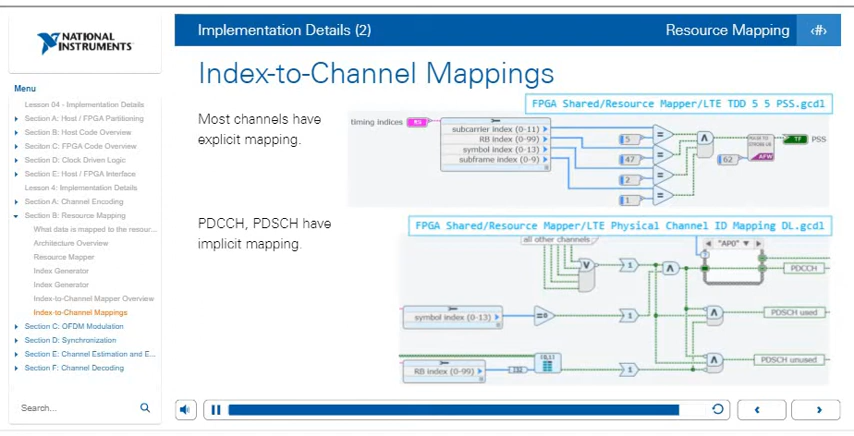 NATIONAL
INSTRUMENTS
Implementation Details (2)
Resource Mapping
‹#›
Menu
Lesson 04 - Implementation Details
Section A: Host / FPGA Partitioning
Section B: Host Code Overview
Section C: FPGA Code Overview
Section D: Clock Driven Logic
Section E: Host / FPGA Interface
Lesson 4: Implementation Details
Section A: Channel Encoding
Section B: Resource Mapping
What data is mapped to the resour...
Architecture Overview
Resource Mapper
Index Generator
Index Generator
Index-to-Channel Mapper Overview
Index-to-Channel Mappings
Section C: OFDM Modulation
Section D: Synchronization
Section E: Channel Estimation and E...
Section F: Channel Decoding
Search...
Index-to-Channel Mappings
FPGA Shared/Resource Mapper/LTE TDD 5 5 PSS.gcdl
Most channels have
explicit mapping.
timing indices
subcarrier index (0-11)
RB index (0-99)
symbol index (0-13)
subframe index (0-9)
5
47
2
1
=
=
=
=
∧
62
TF
PSS
PDCCH, PDSCH have
implicit mapping.
FPGA Shared/Resource Mapper/LTE Physical Channel ID Mapping DL.gcdl
all other channels
"AP0"
V
1
∧
PDCCH
symbol index (0-13)
=0
1
∧
PDSCH used
RB index (0-99)
1
∧
PDSCH unused